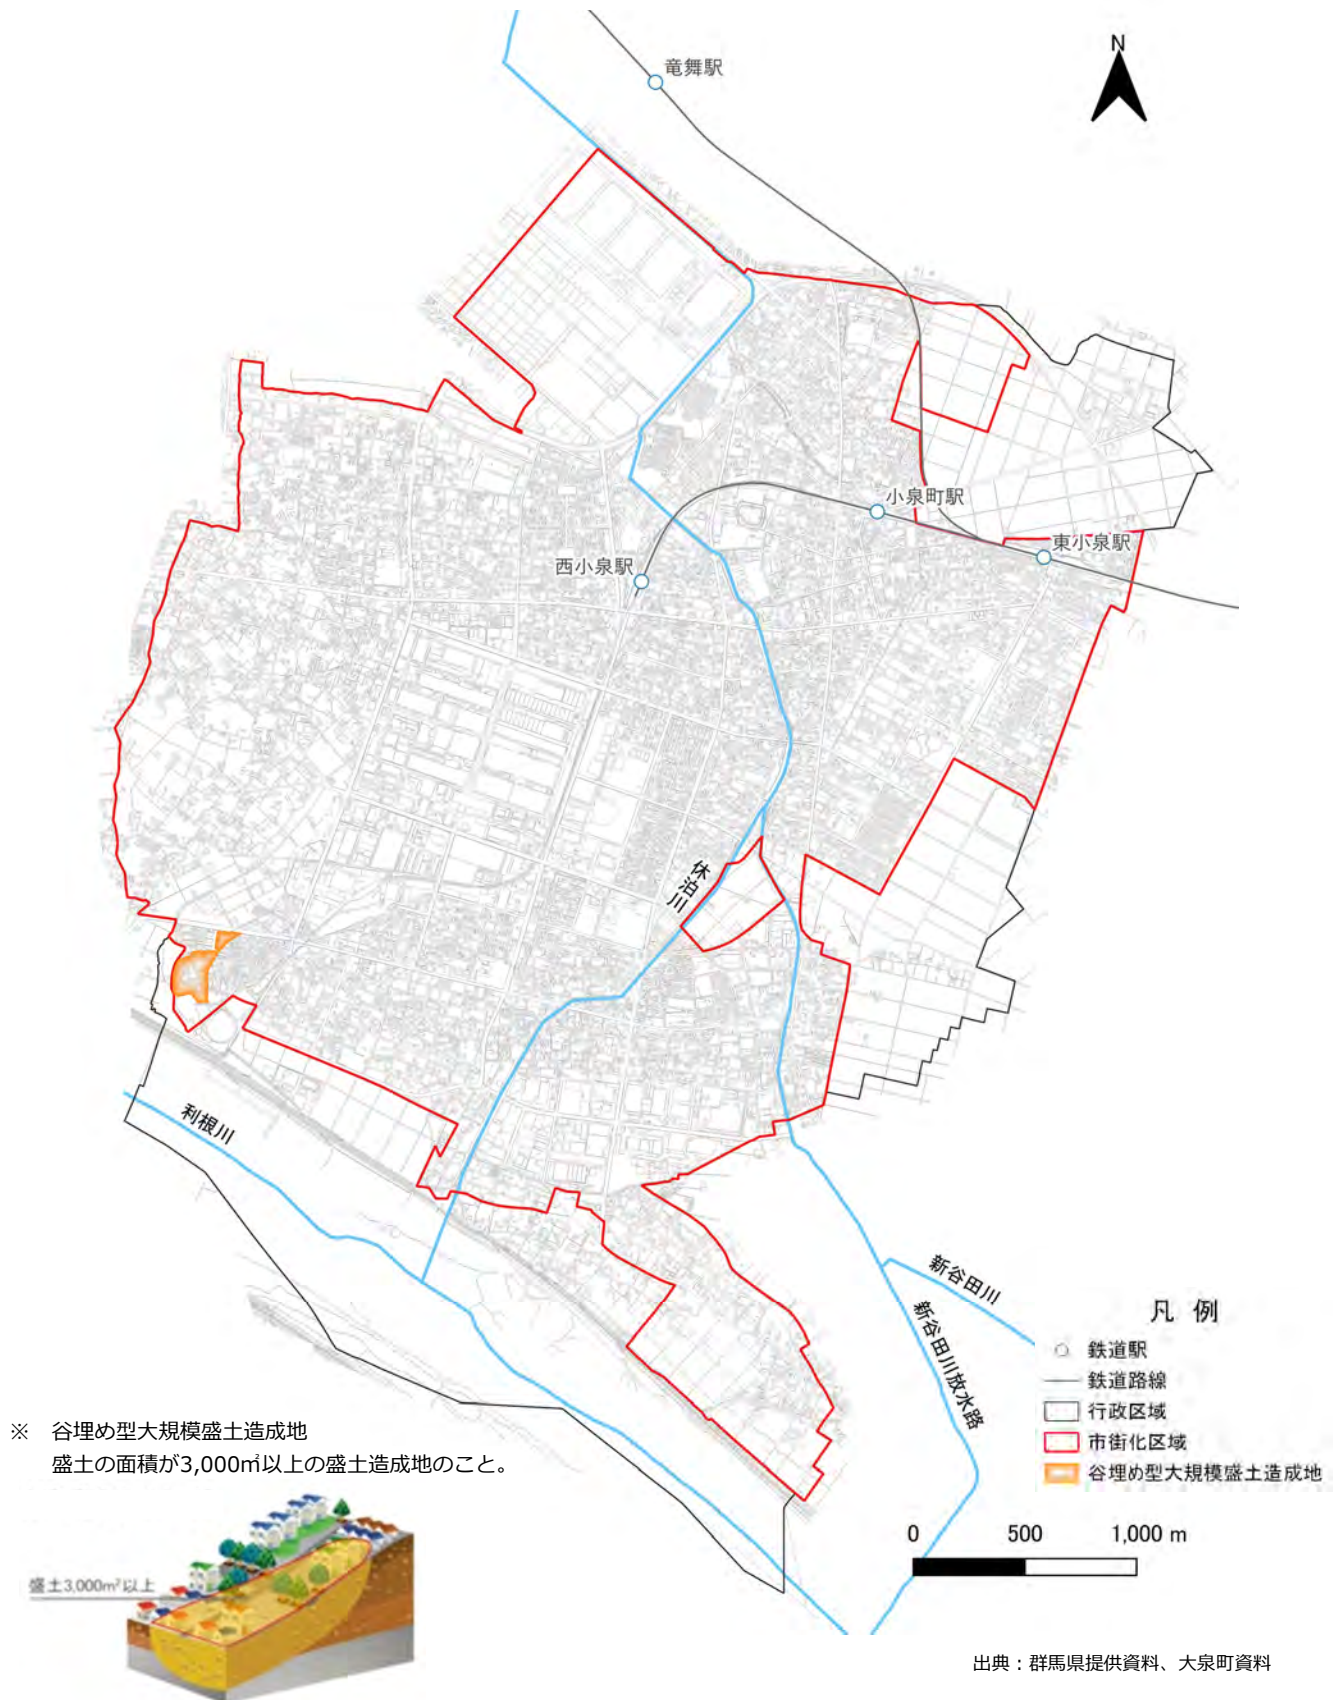 N
竜舞駅
小泉町駅
東小泉駅
西小泉駅
休泊川
利根川
新谷田川
新谷田川放水路
凡 例
鉄道駅
鉄道路線
行政区域
市街化区域
谷埋め型大規模盛土造成地
※ 谷埋め型大規模盛土造成地
盛土の面積が3,000㎡以上の盛土造成地のこと。
盛土3,000m²以上
0 500 1,000 m
出典：群馬県提供資料、大泉町資料